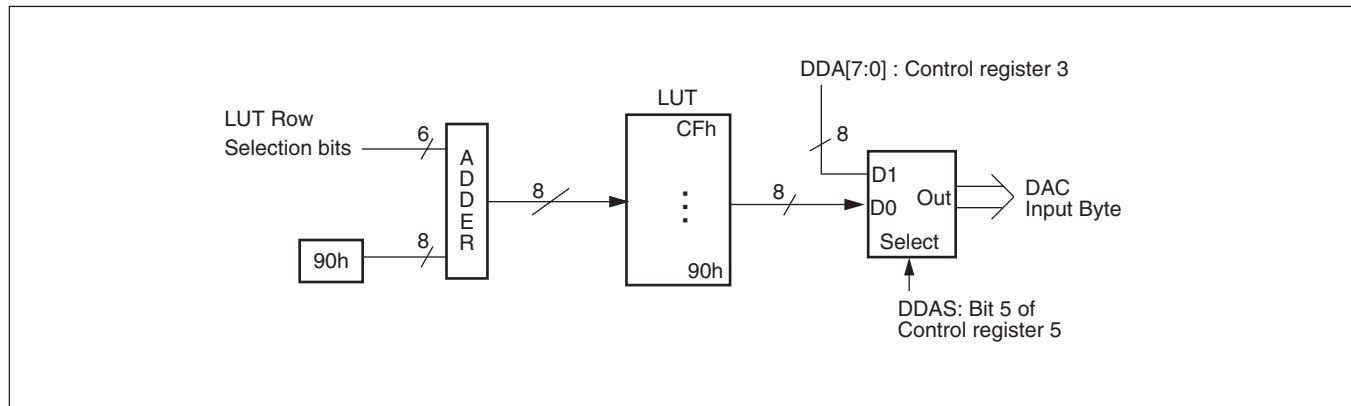 DDA[7:0] : Control register 3
LUT
LUT Row
Selection bits
6
ADDER
8
90h
8
CFh
90h
8
8
D1
D0
Out
Select
DAC
Input Byte
DDAS: Bit 5 of
Control register 5